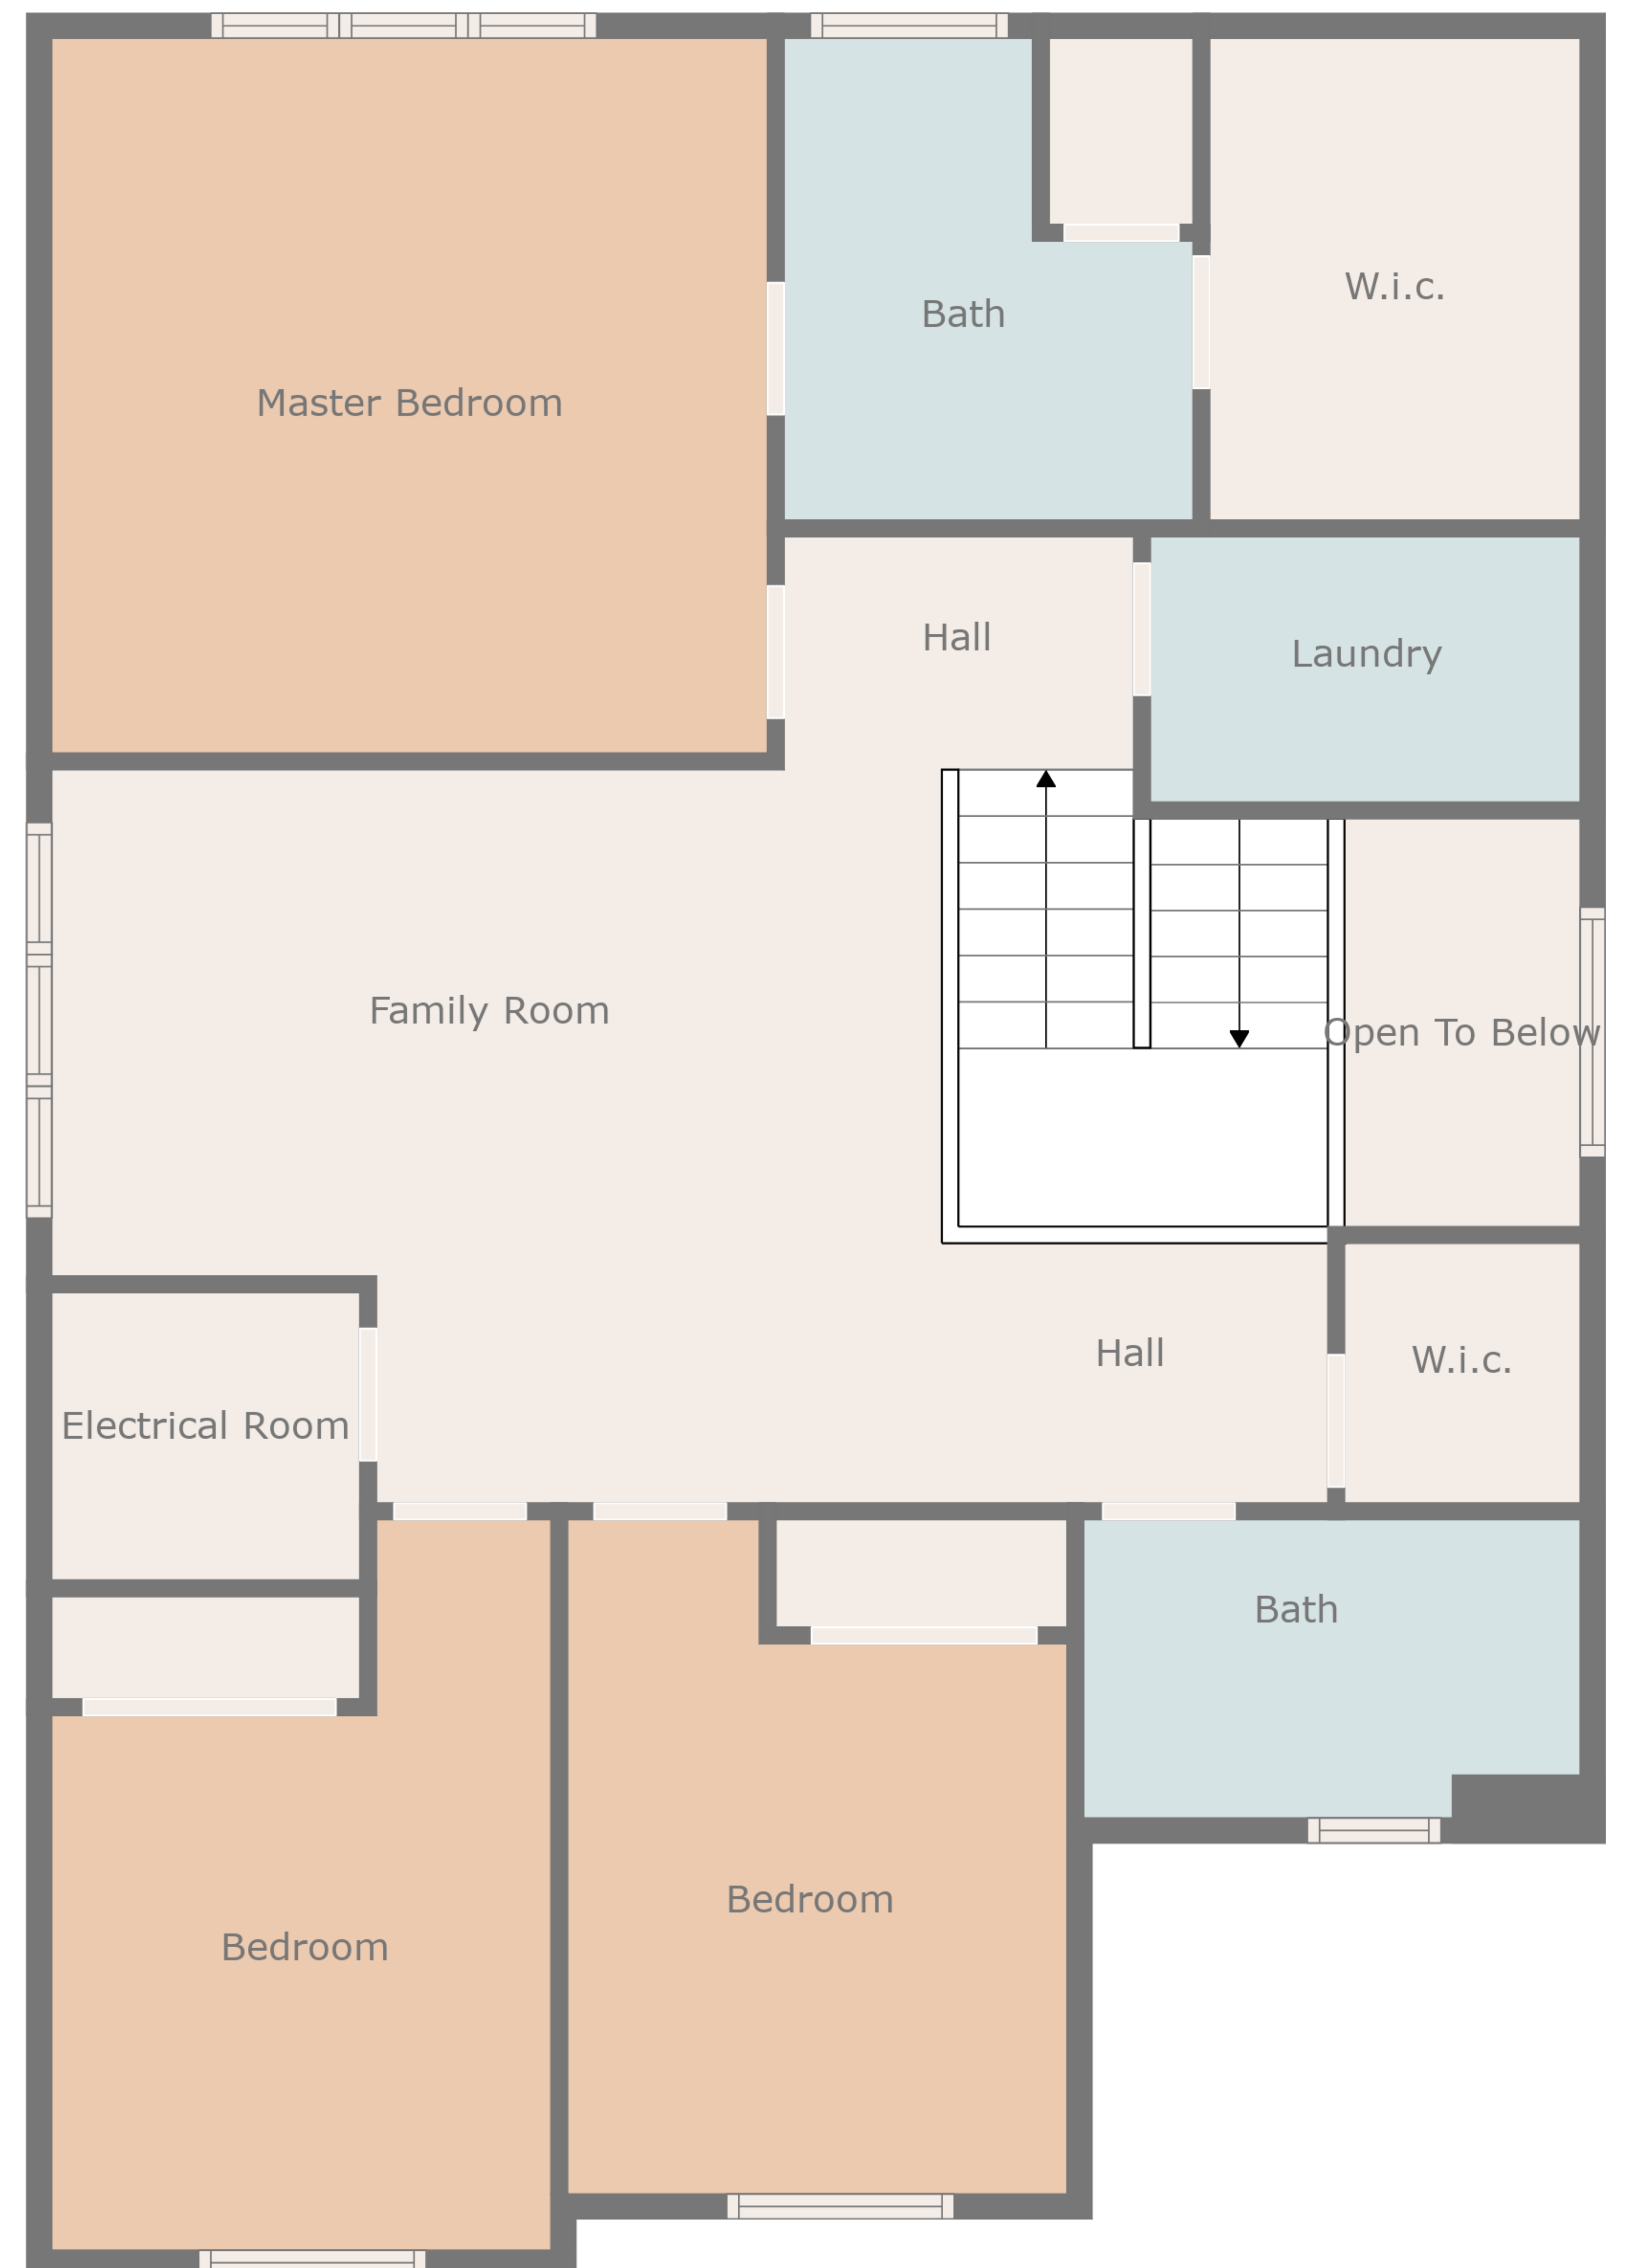 W.i.c.
Bath
Master Bedroom
Hall
Laundry
Family Room
Open To Below
Hall
W.i.c.
Electrical Room
Bath
Bedroom
Bedroom